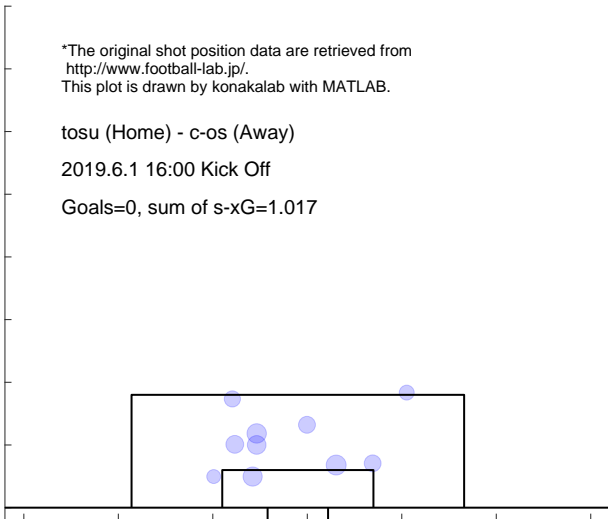 *The original shot position data are retrieved from
http://www.football-lab.jp/.
This plot is drawn by konakalab with MATLAB.
tosu (Home) - c-os (Away)
2019.6.1 16:00 Kick Off
Goals=0, sum of s-xG=1.017